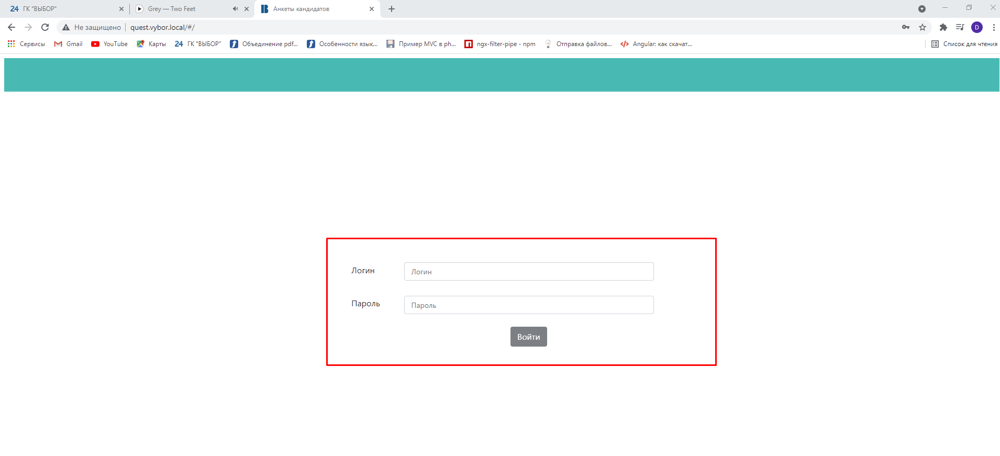 24 ГК "ВЫБОР" Grey — Two Feet Анкеты кандидатов
Не защищено quest.vybor.local/#/ D
Сервисы Gmail YouTube Карты 24 ГК "ВЫБОР" Объединение pdf... Особенности язык... Пример MVC в ph... ngx-filter-pipe - npm Отправка файлов... Angular: как скачат... Список для чтения
Логин Логин
Пароль Пароль
Войти